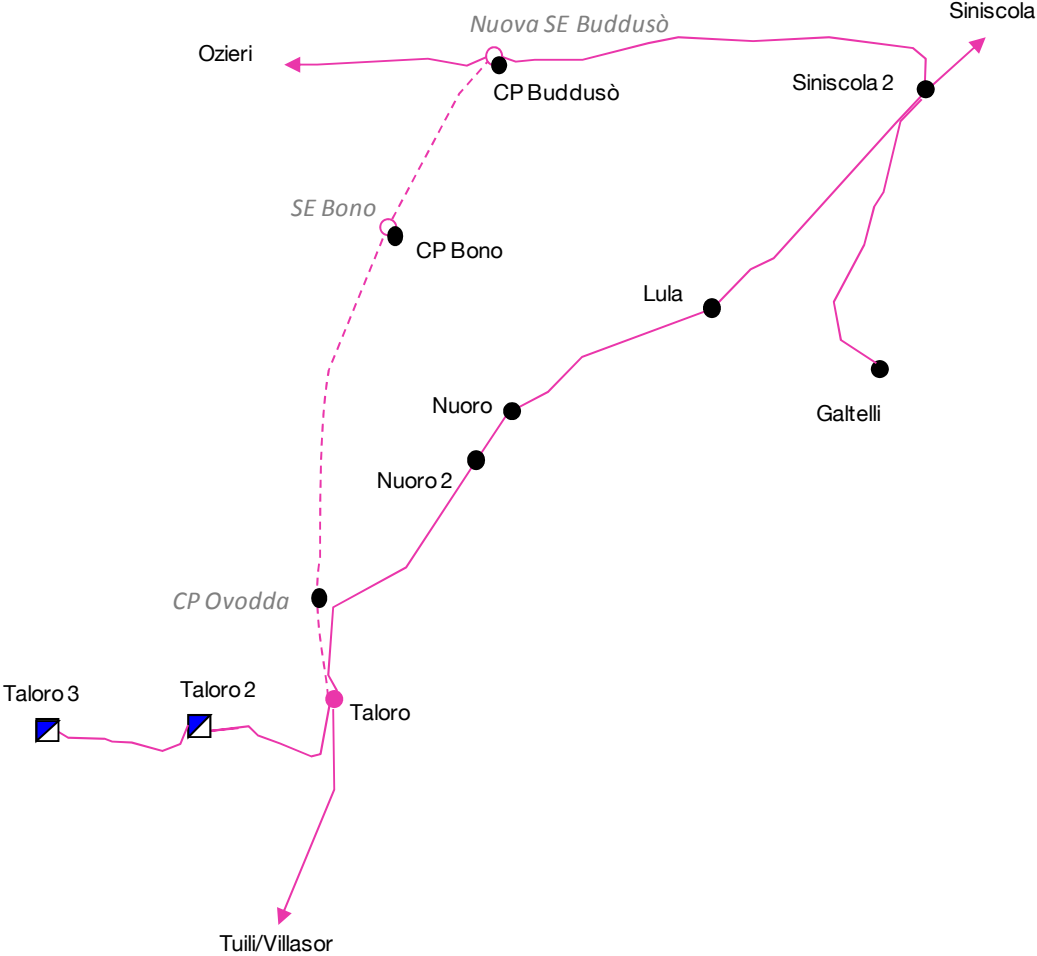 Siniscola
Nuova SE Buddusò
Ozieri
Siniscola 2
CP Buddusò
SE Bono
CP Bono
Lula
Nuoro
Galtelli
Nuoro 2
CP Ovodda
Taloro 3
Taloro 2
Taloro
Tuili/Villasor